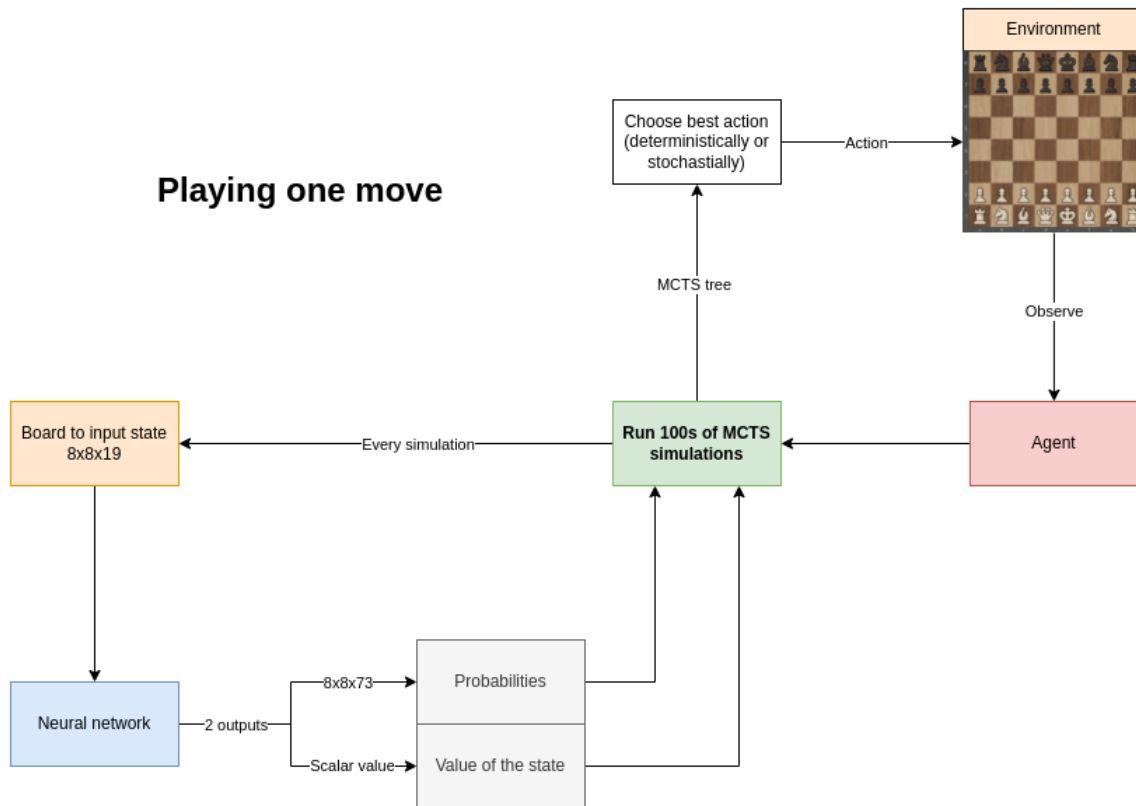 Environment
Choose best action
(deterministically or
stochastially)
Action
Playing one move
MCTS tree
Observe
Board to input state
8x8x19
Every simulation
Run 100s of MCTS
simulations
Agent
8x8x73
Probabilities
Neural network
2 outputs
Scalar value
Value of the state